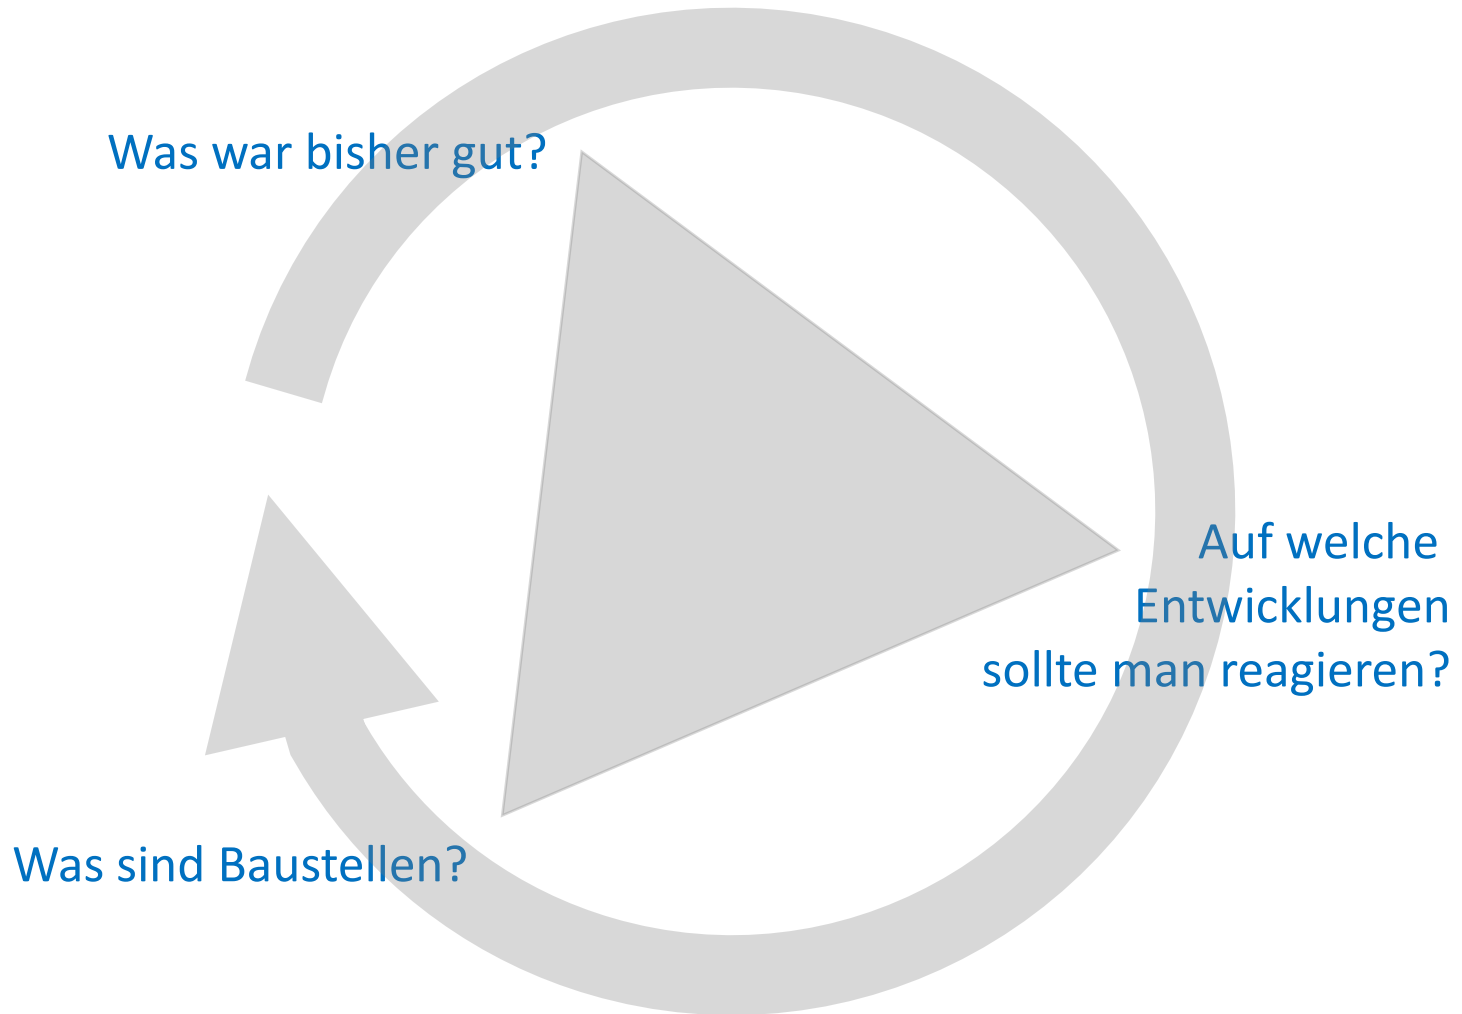 Was war bisher gut?
Auf welche
Entwicklungen
sollte man reagieren?
Was sind Baustellen?